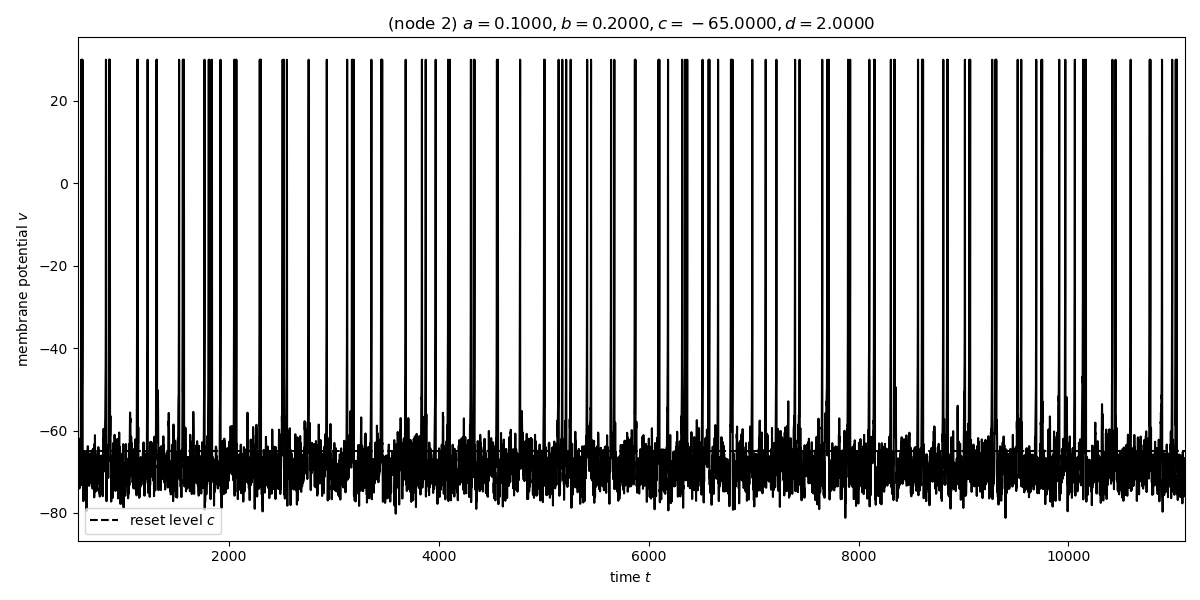 (node 2) a = 0.1000, b = 0.2000, c = −65.0000, d = 2.0000
membrane potential v
20
0
−20
−40
−60
−80
reset level c
2000 4000 6000 8000 10000
time t